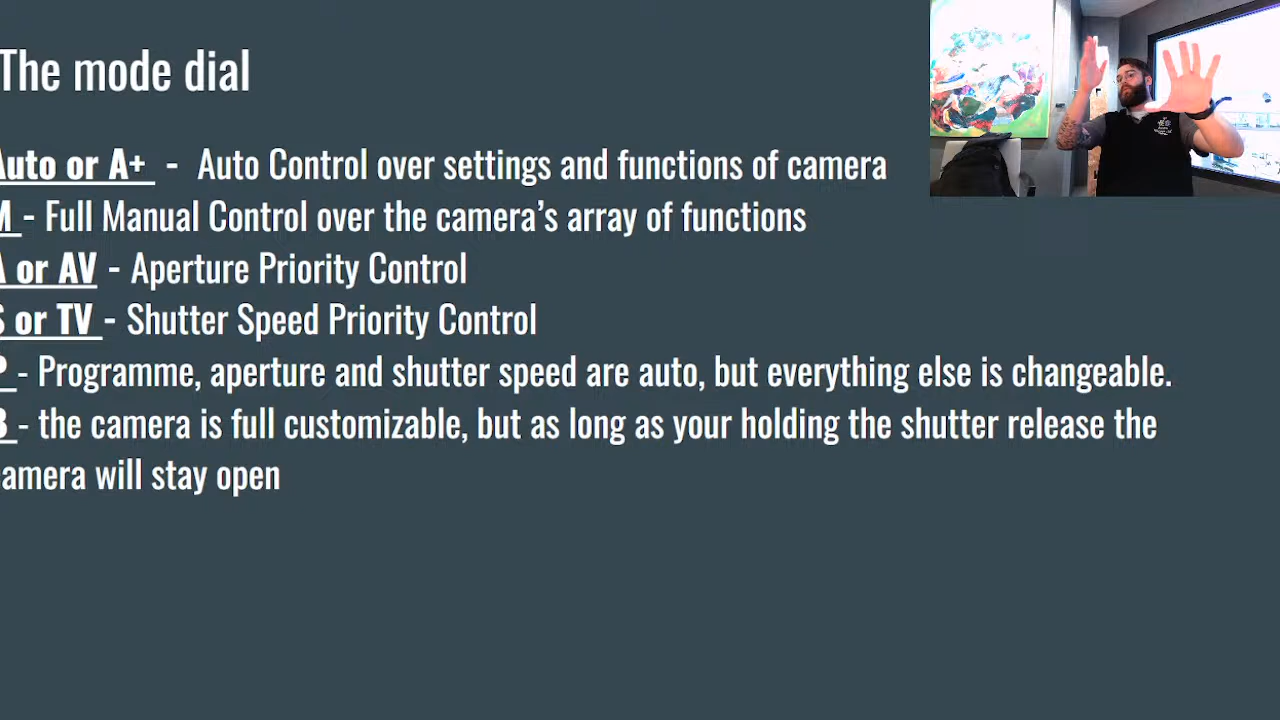 The mode dial
Auto or A+ - Auto Control over settings and functions of camera
M - Full Manual Control over the camera's array of functions
A or AV - Aperture Priority Control
S or TV - Shutter Speed Priority Control
P - Programme, aperture and shutter speed are auto, but everything else is changeable.
B - the camera is full customizable, but as long as your holding the shutter release the
camera will stay open